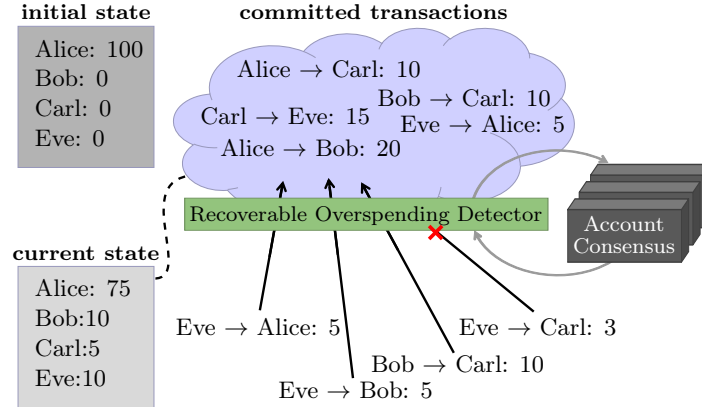 initial state
Alice: 100
Bob: 0
Carl: 0
Eve: 0
committed transactions
Alice → Carl: 10
Bob → Carl: 10
Carl → Eve: 15
Eve → Alice: 5
Alice → Bob: 20
Recoverable Overspending Detector
Account
Consensus
current state
Alice: 75
Bob:10
Carl:5
Eve:10
Eve → Alice: 5
Eve → Carl: 3
Bob → Carl: 10
Eve → Bob: 5